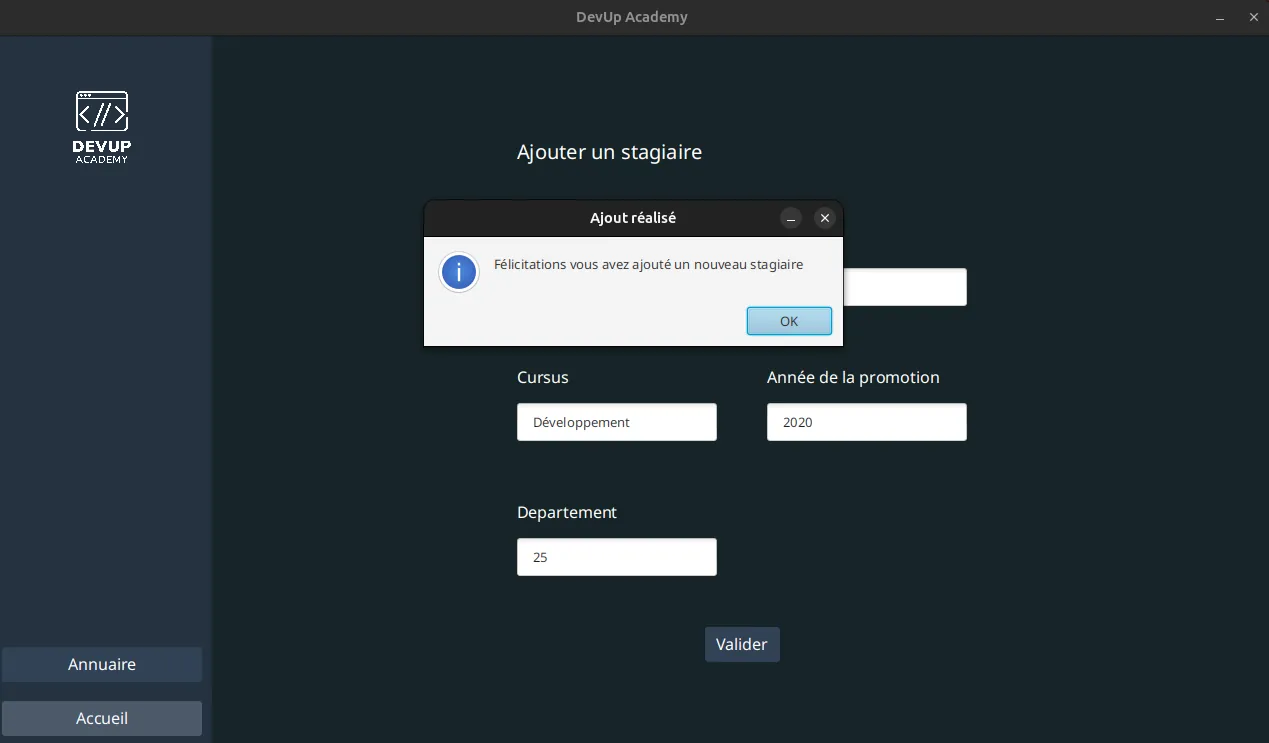 DevUp Academy
</>
DEVUP
ACADEMY
Ajouter un stagiaire
Ajout réalisé
Félicitations vous avez ajouté un nouveau stagiaire
OK
Cursus
Année de la promotion
Développement
2020
Departement
25
Valider
Annuaire
Accueil